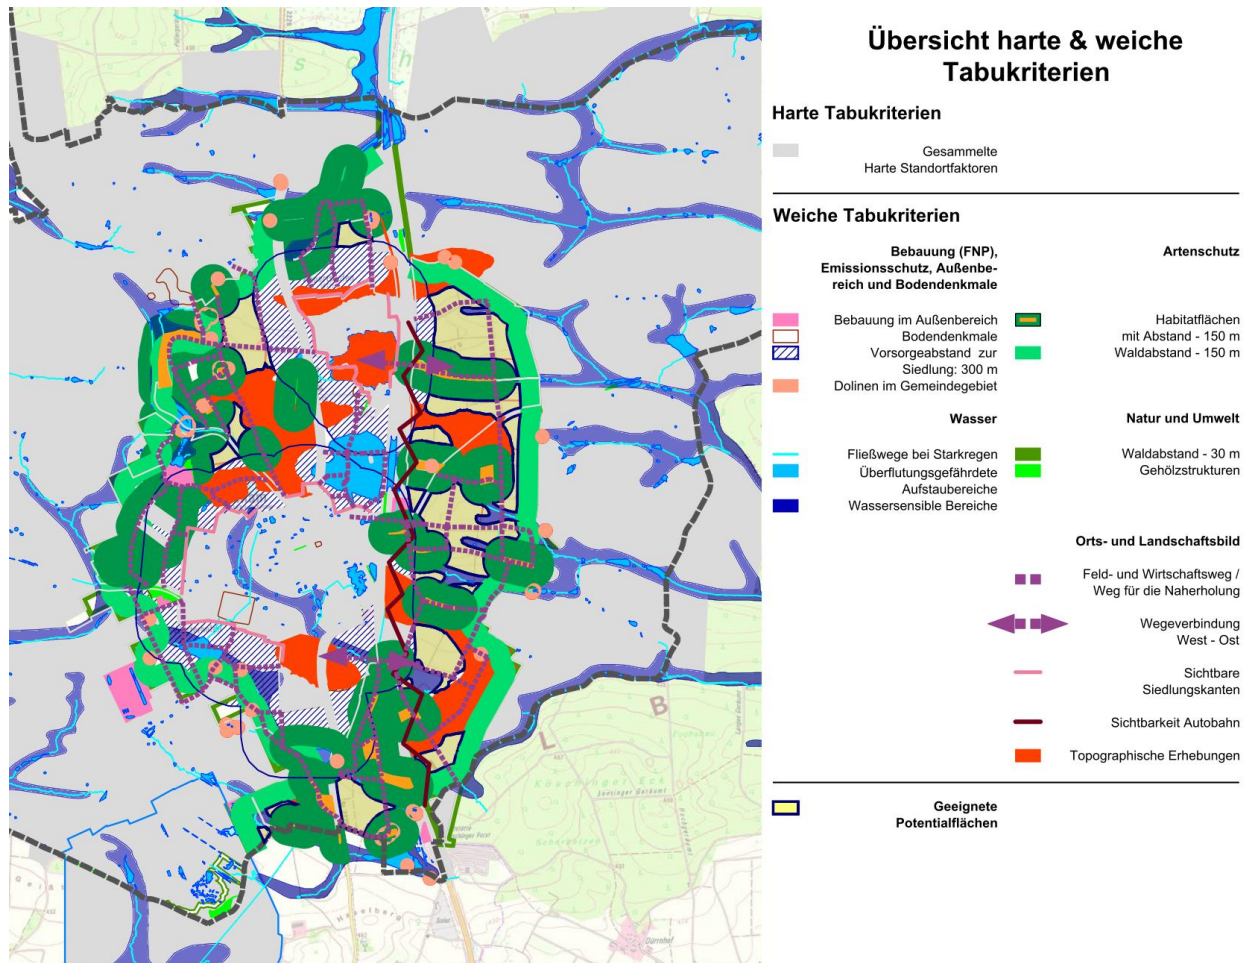 Übersicht harte & weiche
Tabukriterien
Harte Tabukriterien
Gesammelte
Harte Standortfaktoren
Weiche Tabukriterien
Bebauung (FNP),
Emissionsschutz, Außenbe-
reich und Bodendenkmale
Bebauung im Außenbereich
Bodendenkmale
Vorsorgeabstand zur
Siedlung: 300 m
Dolinen im Gemeindegebiet
Wasser
Fließwege bei Starkregen
Überflutungsgefährdete
Aufstaubereiche
Wassersensible Bereiche
Artenschutz
Habitatflächen
mit Abstand - 150 m
Waldabstand - 150 m
Natur und Umwelt
Waldabstand - 30 m
Gehölzstrukturen
Orts- und Landschaftsbild
Feld- und Wirtschaftsweg /
Weg für die Naherholung
Wegeverbindung
West - Ost
Sichtbare
Siedlungskanten
Sichtbarkeit Autobahn
Topographische Erhebungen
Geeignete
Potentialflächen
s c h
B
L
Dürnhof